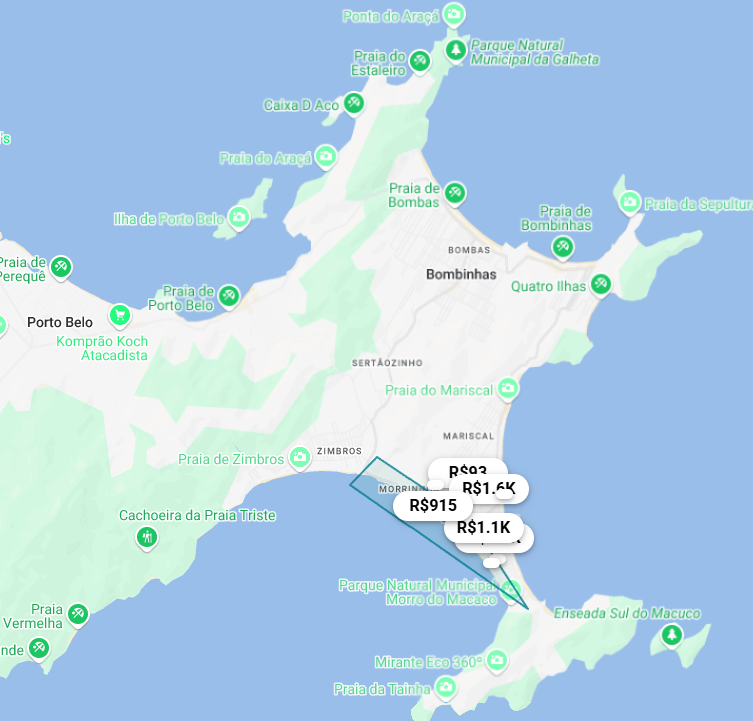 Ponta do Araçá
Parque Natural
Municipal da Galheta
Praia do
Estaleiro
Caixa D Aco
's
Praia do Araçá
Praia de
Bombas
Praia da Sepultur
Ilha de Porto Belo
Praia de
Bombinhas
BOMBAS
Praia de
Perequê
Bombinhas
Quatro Ilhas
Praia de
Porto Belo
Porto Belo
Komprão Koch
Atacadista
SERTÃOZINHO
Praia do Mariscal
MARISCAL
ZIMBROS
Praia de Zimbros
R$93
R$1.6K
MORRIN
R$915
Cachoeira da Praia Triste
R$1.1K
Parque Natural Municipal
Morro do Macaco
Praia
Vermelha
Enseada Sul do Macuco
nde
Mirante Eco 360°
Praia da Tainha